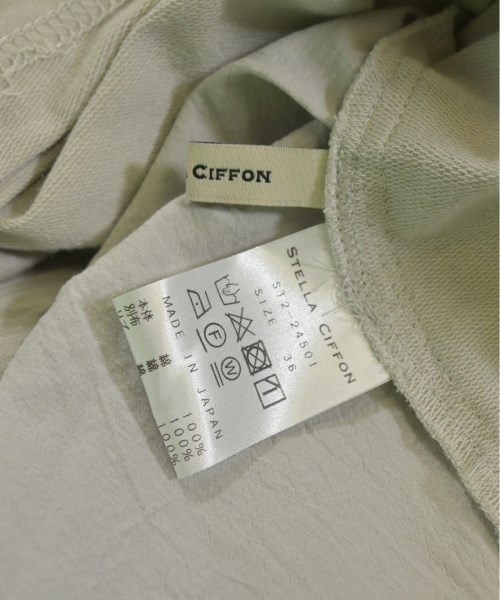 CIFFON
STELLA CIFFON
ST2-24501
SIZE 36
F W
MADE IN JAPAN
本体 綿 100%
別布 綿 100%
綿 100%